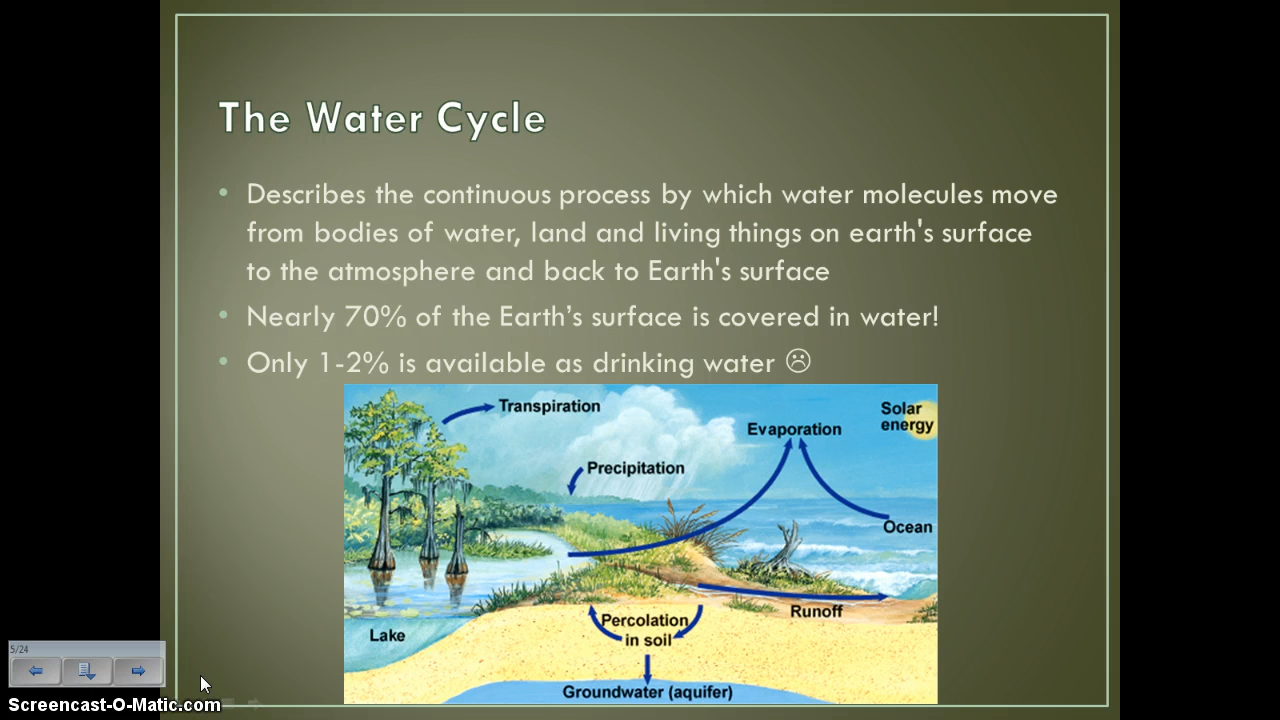 The Water Cycle
• Describes the continuous process by which water molecules move
from bodies of water, land and living things on earth's surface
to the atmosphere and back to Earth's surface
• Nearly 70% of the Earth’s surface is covered in water!
• Only 1-2% is available as drinking water ☹
Transpiration
Solar
energy
Evaporation
Precipitation
Ocean
Runoff
Percolation
in soil
Lake
Groundwater (aquifer)
5/24
Screencast-O-Matic.com